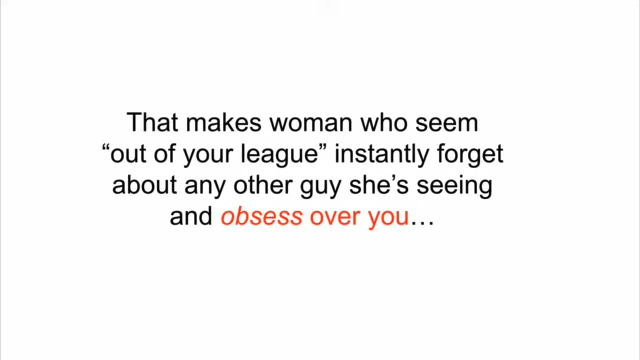 That makes woman who seem
“out of your league” instantly forget
about any other guy she’s seeing
and obsess over you…